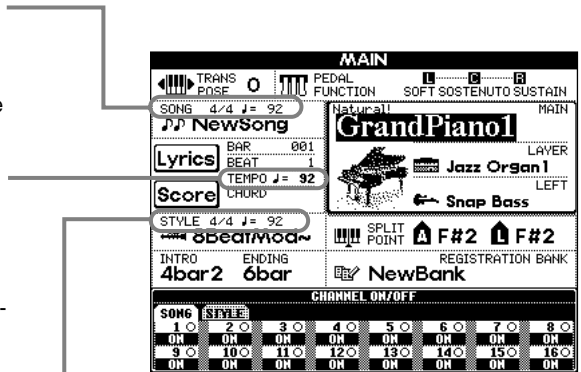 MAIN
TRANSPOSE 0 PEDAL FUNCTION L C R SOFT SOSTENUTO SUSTAIN
e
SONG 4/4 ♩= 92
NewSong
Natural! MAIN
GrandPiano1
Lyrics BAR 001
BEAT 1
TEMPO ♩= 92
Score CHORD
LAYER
Jazz Organ1
LEFT
Snap Bass
STYLE 4/4 ♩= 92
8BeatMod~
SPLIT POINT A F#2 L F#2
INTRO ENDING
4bar2 6bar
REGISTRATION BANK
NewBank
-
CHANNEL ON/OFF
SONG STYLE
1 2 3 4 5 6 7 8
ON ON ON ON ON ON ON ON
9 10 11 12 13 14 15 16
ON ON ON ON ON ON ON ON